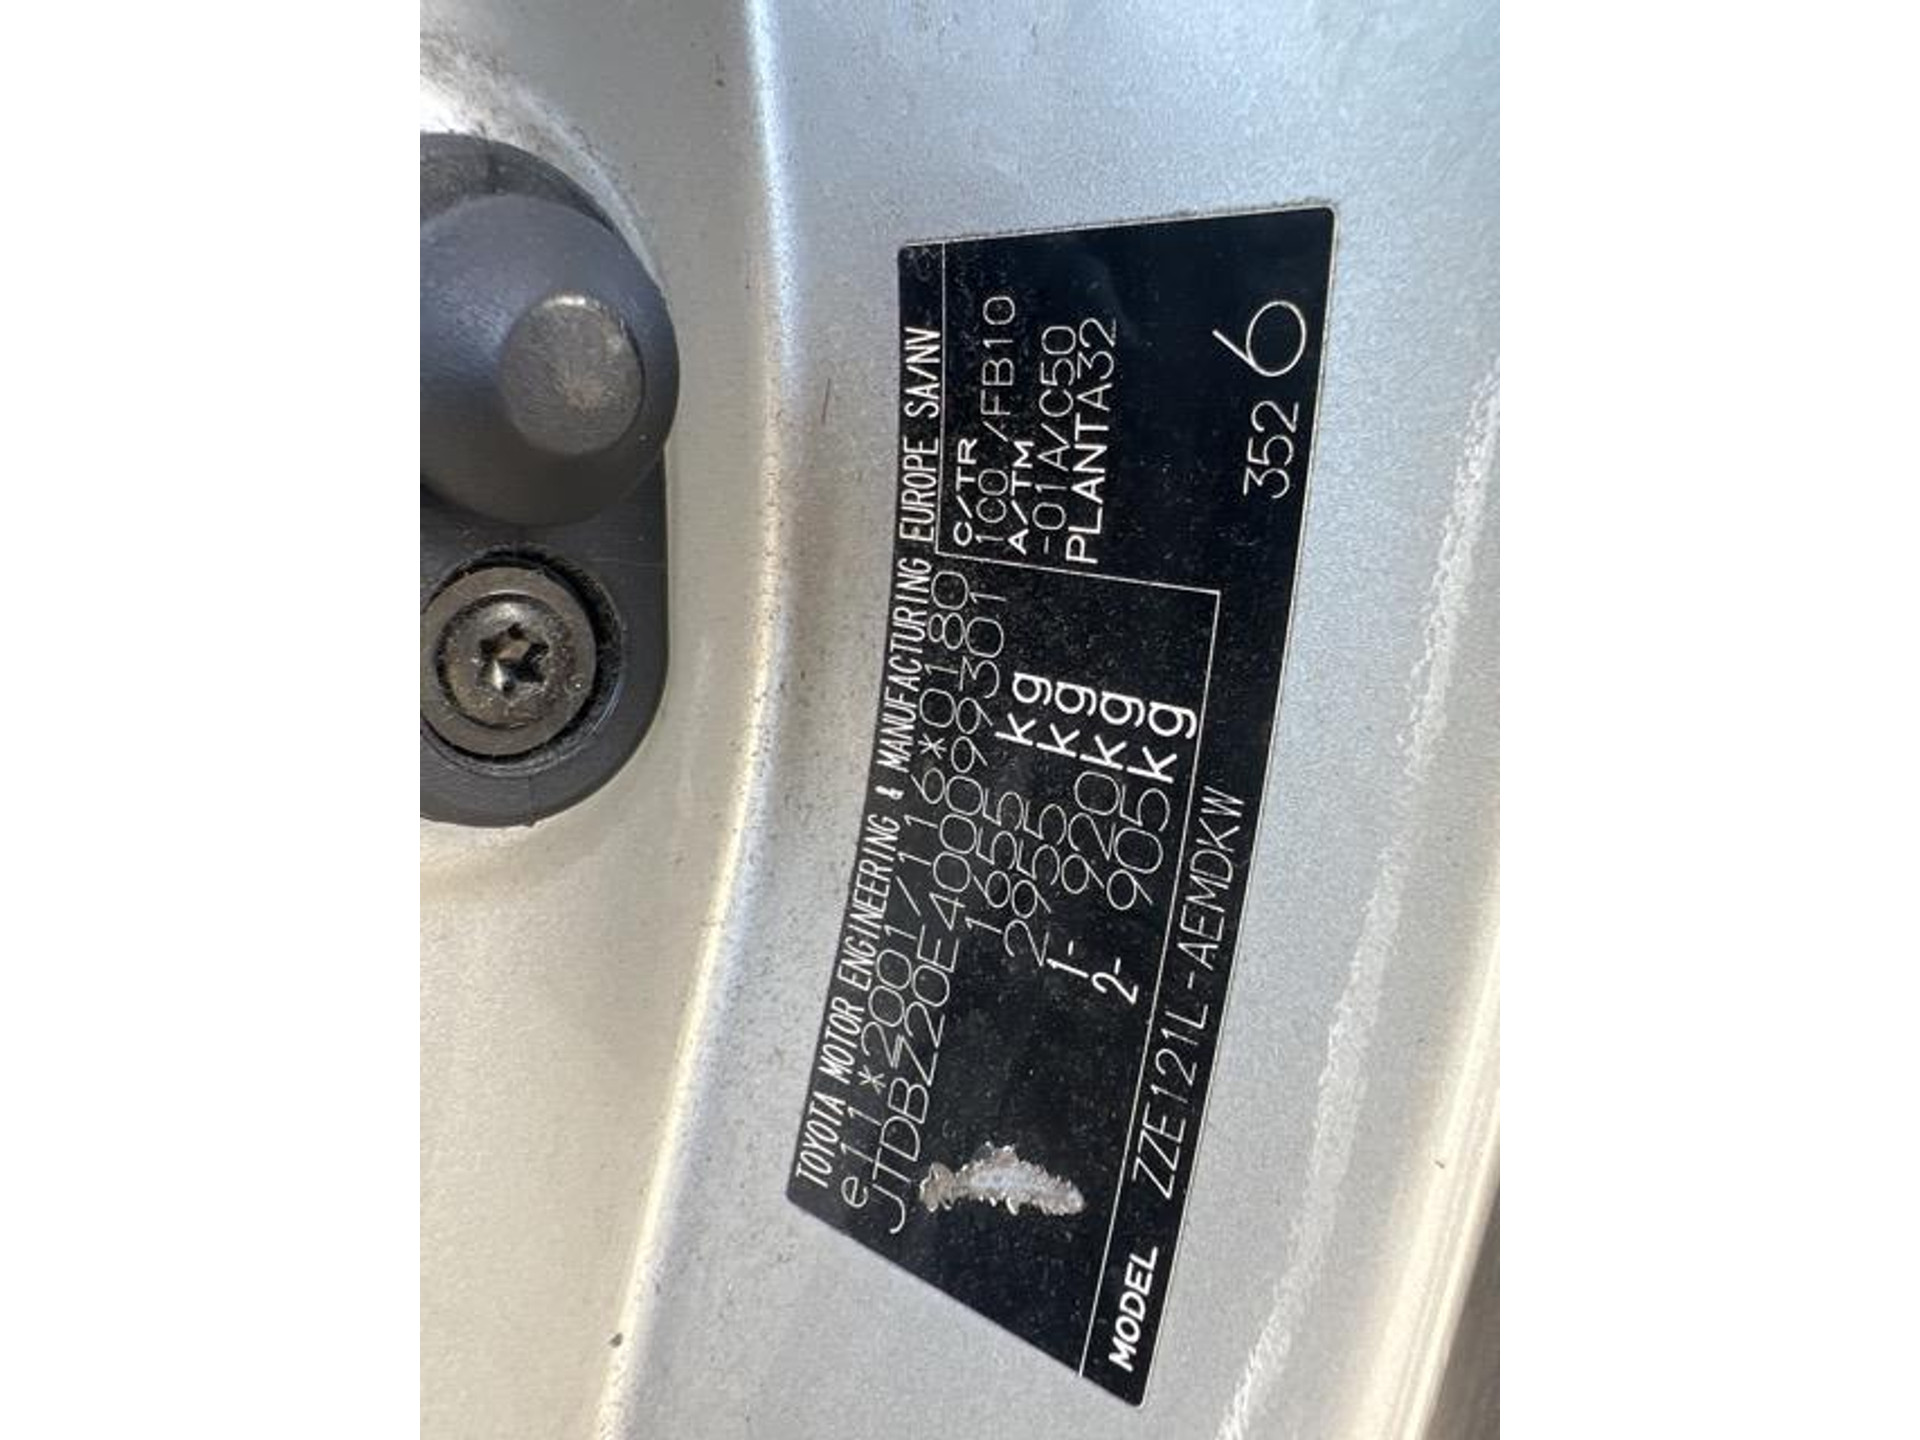 TOYOTA MOTOR ENGINEERING & MANUFACTURING EUROPE SA/NV
e11*2001/116*0180
JTDBZ20E400099301
1655 kg
2955 kg
1- 920 kg
2- 905 kg
C/TR
1C0 /FB10
A/TM
-01A/C50
PLANTA32
MODEL ZZE121L-AEMDKW
352 6